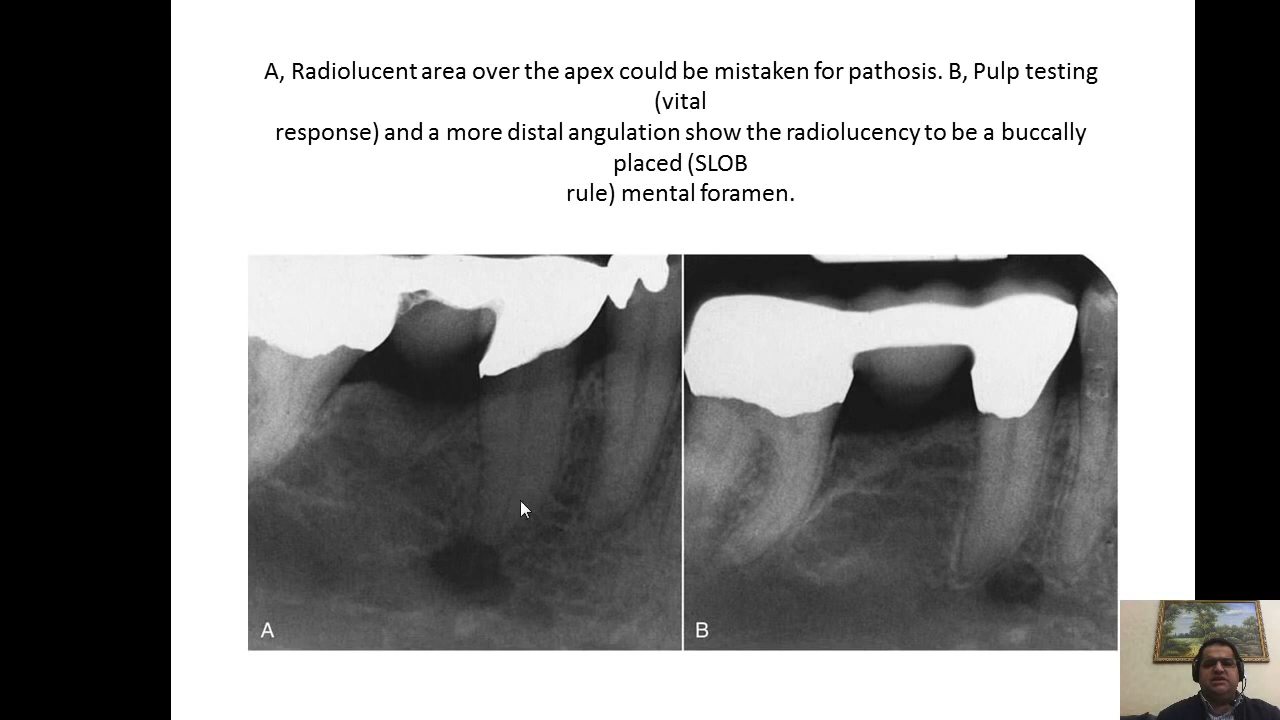 A, Radiolucent area over the apex could be mistaken for pathosis. B, Pulp testing
(vital
response) and a more distal angulation show the radiolucency to be a buccally
placed (SLOB
rule) mental foramen.
A
B